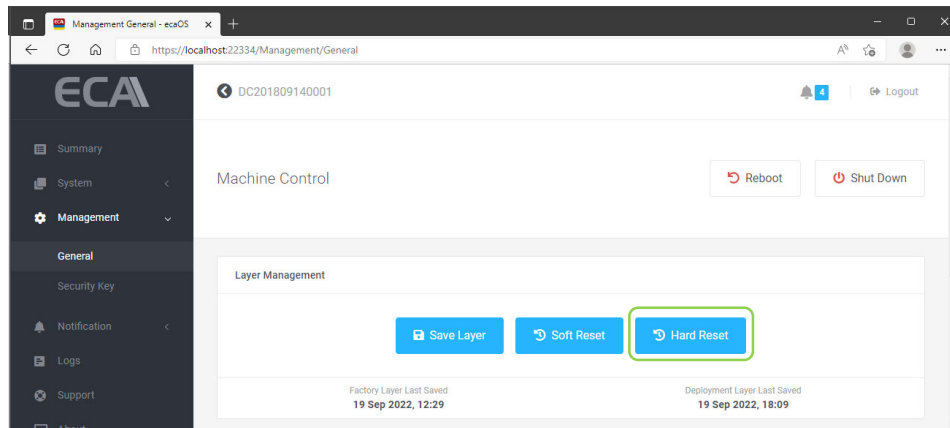 Management General - ecaOS
https://localhost:22334/Management/General
ECA
DC201809140001
4
Logout
Summary
System
Machine Control
Reboot
Shut Down
Management
General
Layer Management
Security Key
Notification
Save Layer
Soft Reset
Hard Reset
Logs
Factory Layer Last Saved
Deployment Layer Last Saved
Support
19 Sep 2022, 12:29
19 Sep 2022, 18:09
About